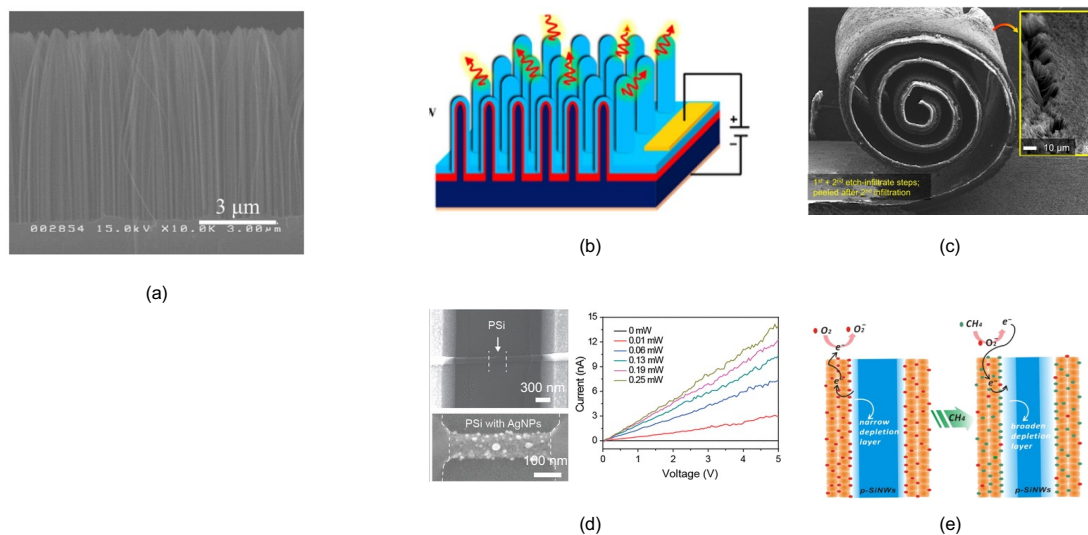 3 μm
002854 15.0kV X10.0K 3.00μm
(a)
W
+
−
(b)
1st + 2nd etch-infiltrate steps;
peeled after 2nd infiltration
10 μm
(c)
PSi
300 nm
PSi with AgNPs
100 nm
Current (nA)
15
12
9
6
3
0
0 mW
0.01 mW
0.06 mW
0.13 mW
0.19 mW
0.25 mW
0 1 2 3 4 5
Voltage (V)
(d)
O₂ O₂⁻
e⁻
e⁻
narrow
depletion
layer
p-SiNWs
CH₄
CH₄ e⁻
O₂⁻
e⁻
broaden
depletion
layer
p-SiNWs
(e)